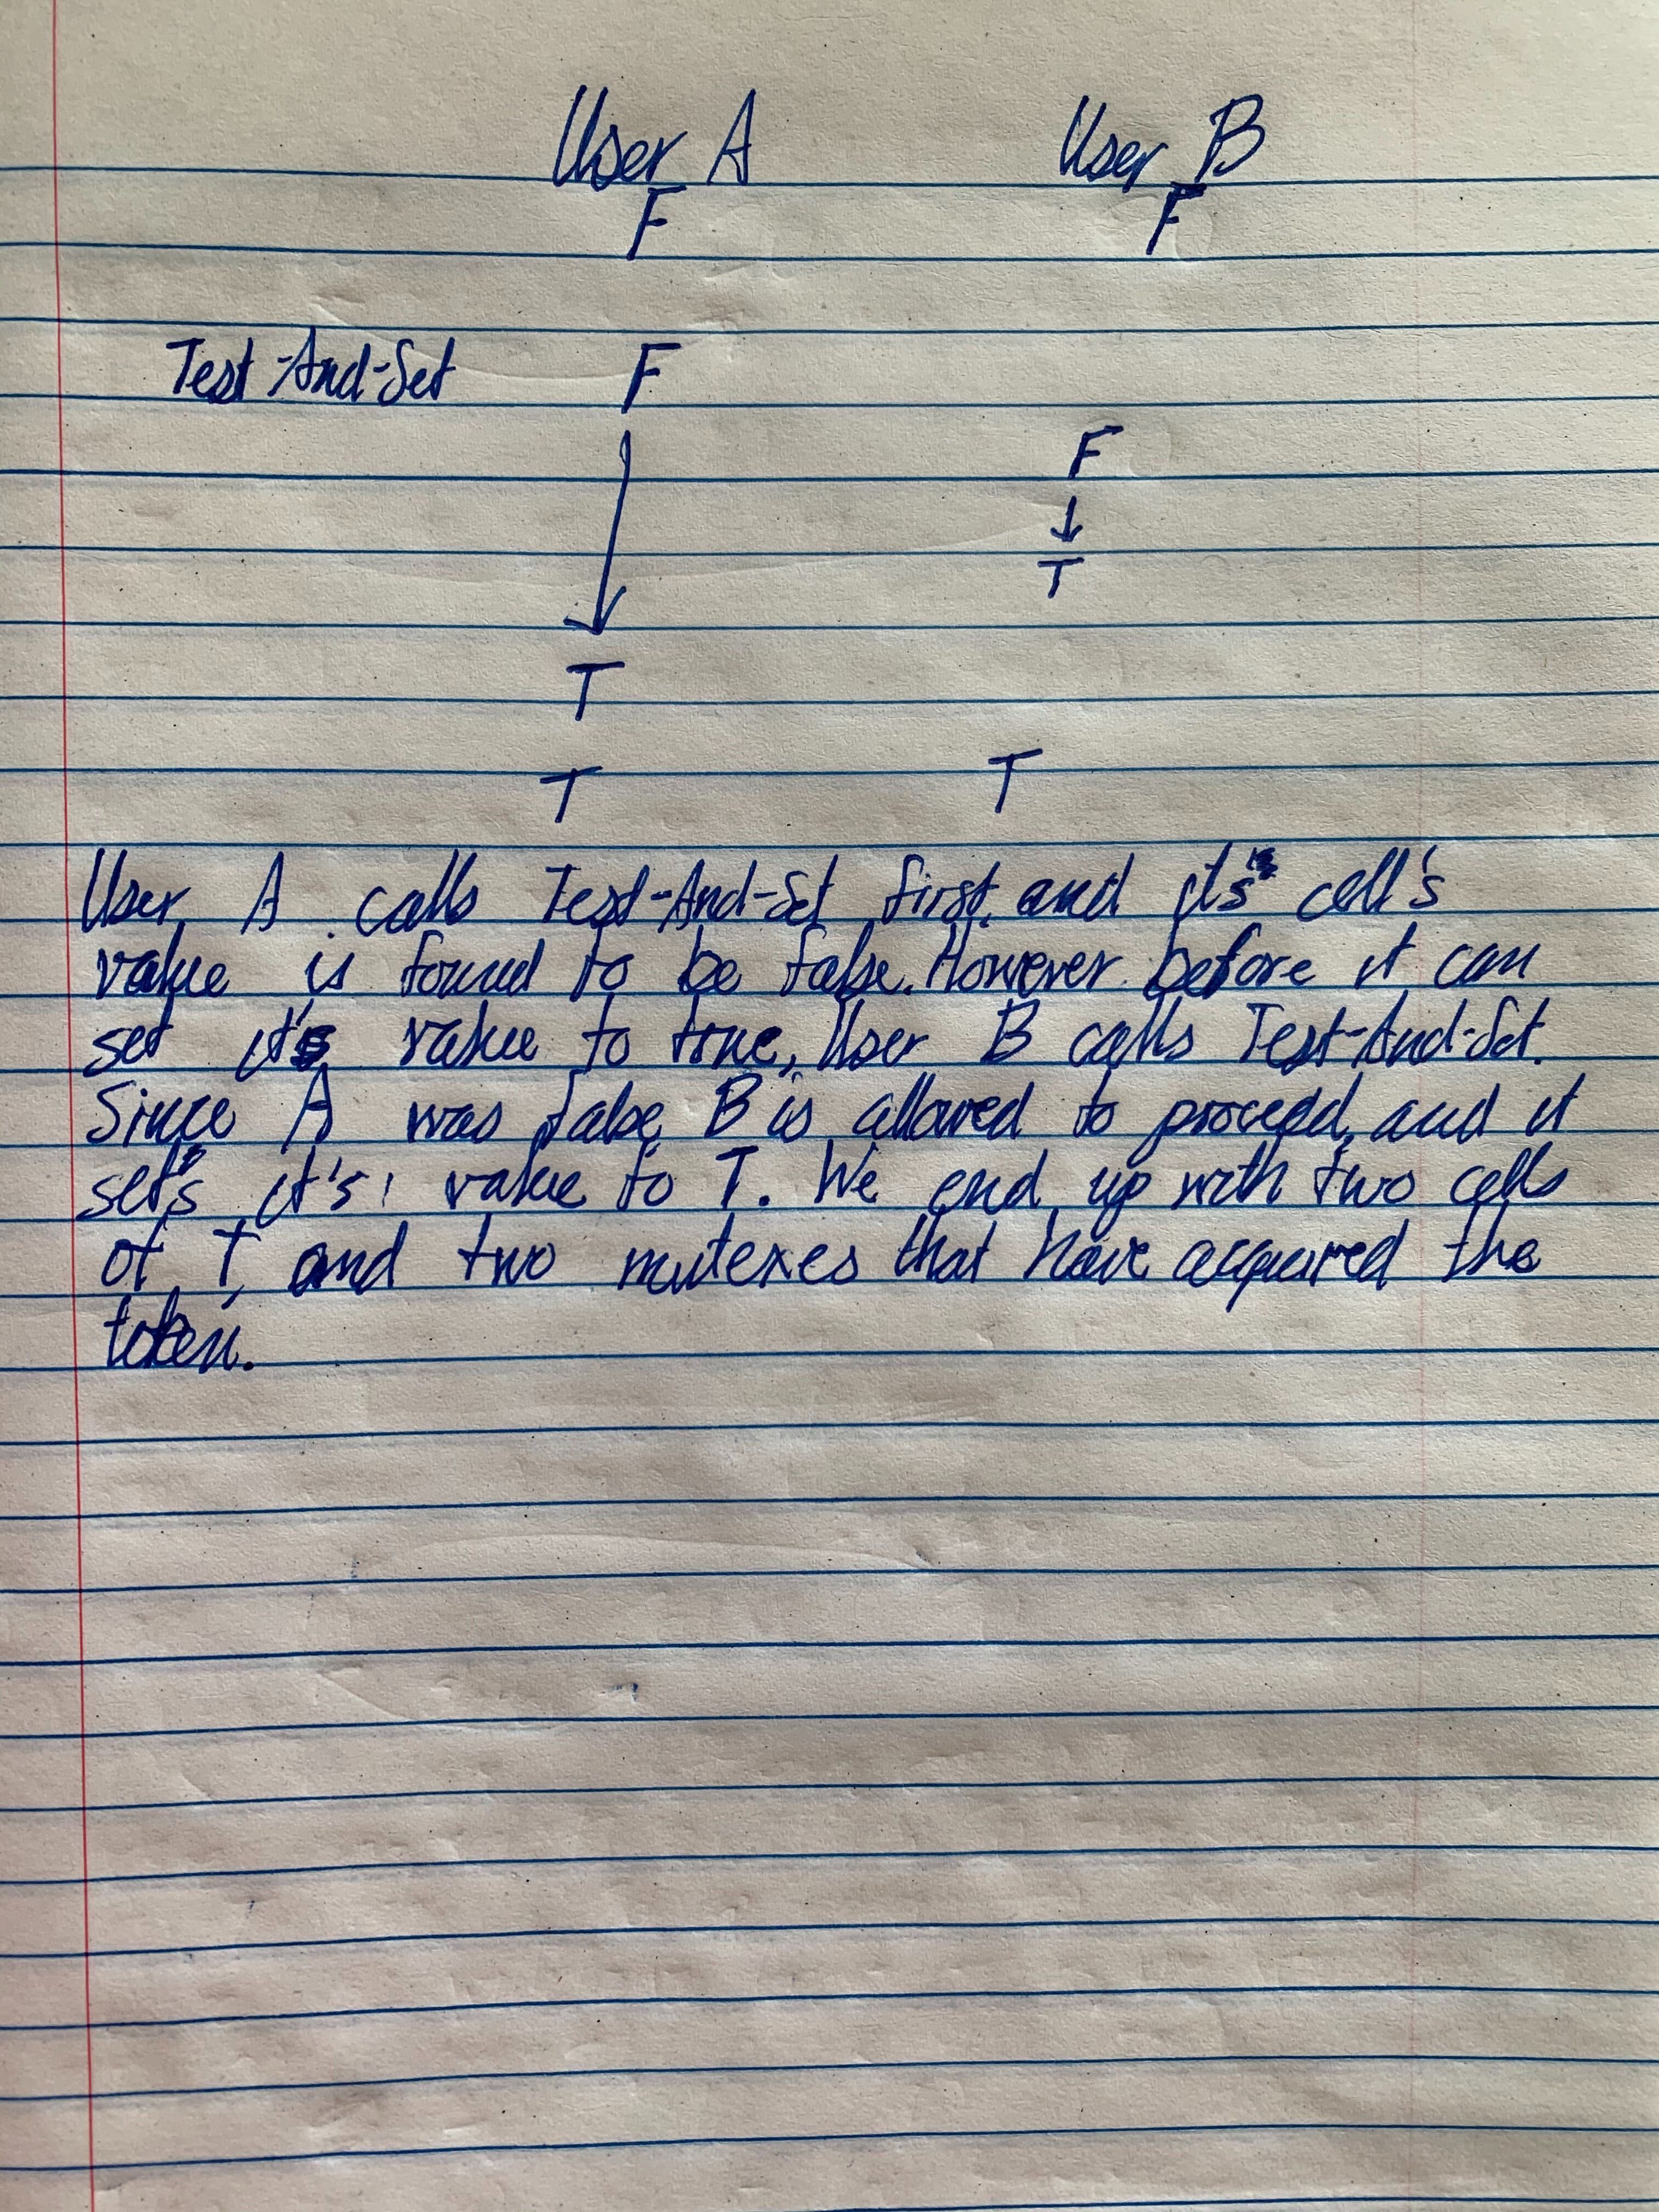 User A User B
F F
Test-And-Set F
F
↓
T
T
T T
User A calls Test-And-Set first, and it's cell's
value is found to be false. However before it can
set it's value to true, User B calls Test-And-Set.
Since A was false, B is allowed to proceed, and it
sets it's value to T. We end up with two cells
of T, and two mutexes that have acquired the
token.